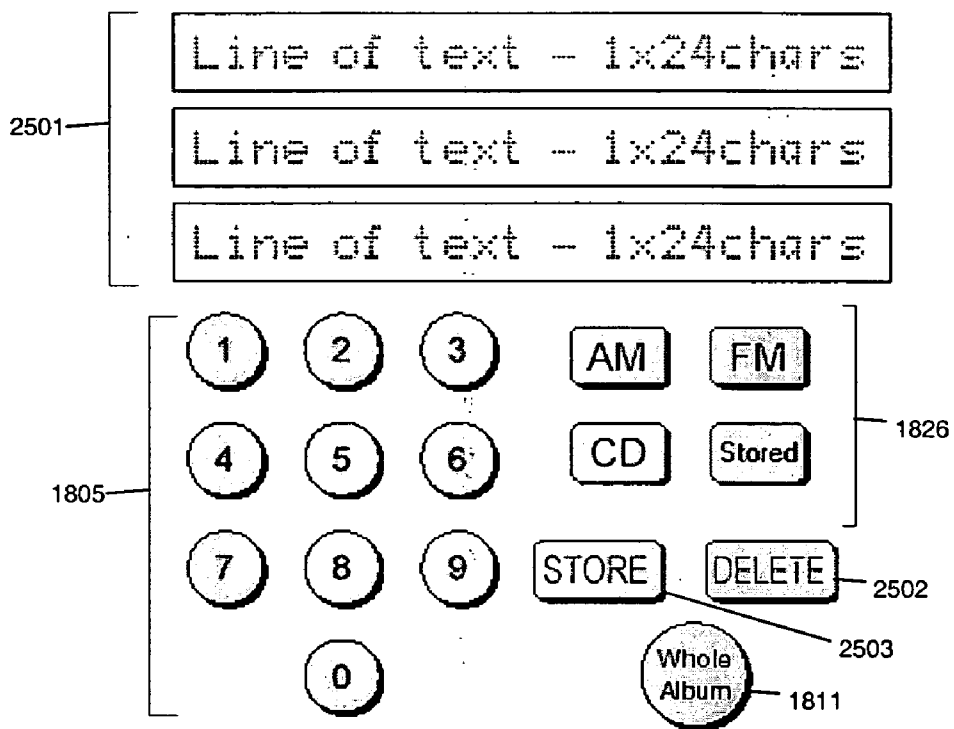 Line of text - 1x24chars
2501
Line of text - 1x24chars
Line of text - 1x24chars
1 2 3 AM FM
1826
4 5 6 CD Stored
1805
7 8 9 STORE DELETE
2502
2503
0 Whole
Album
1811